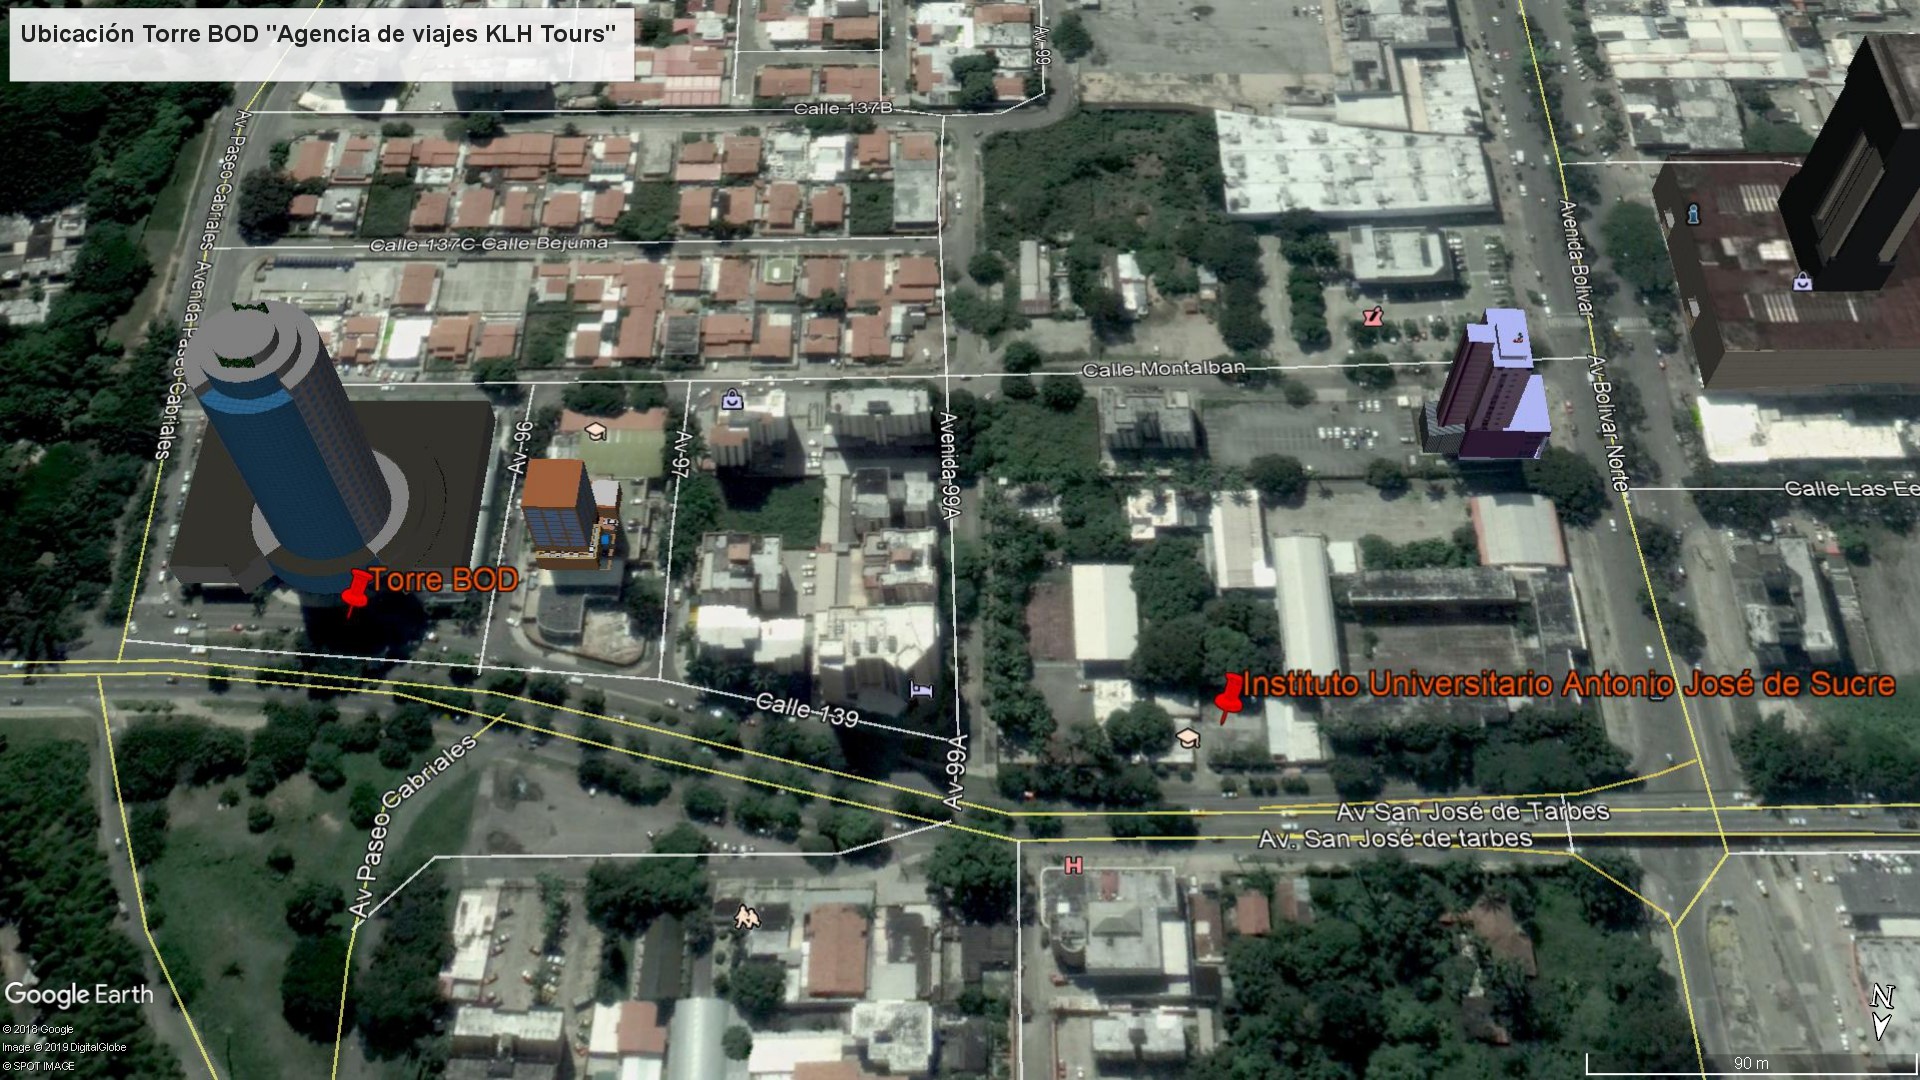 Ubicación Torre BOD "Agencia de viajes KLH Tours"
Av. 99
Calle 137B
Av. Paseo Cabriales
Calle 137C Calle Bejuma
Avenida Paseo Cabriales
Avenida Bolivar
Calle Montalban
Av Bolivar Norte
Av-96
Av-97
Avenida 99A
Calle Las Ee
Torre BOD
Instituto Universitario Antonio José de Sucre
Calle 139
Av-99A
Av Paseo Cabriales
Av San José de Tarbes
Av. San José de tarbes
H
Google Earth
N
© 2018 Google
Image © 2019 DigitalGlobe
© SPOT IMAGE
90 m